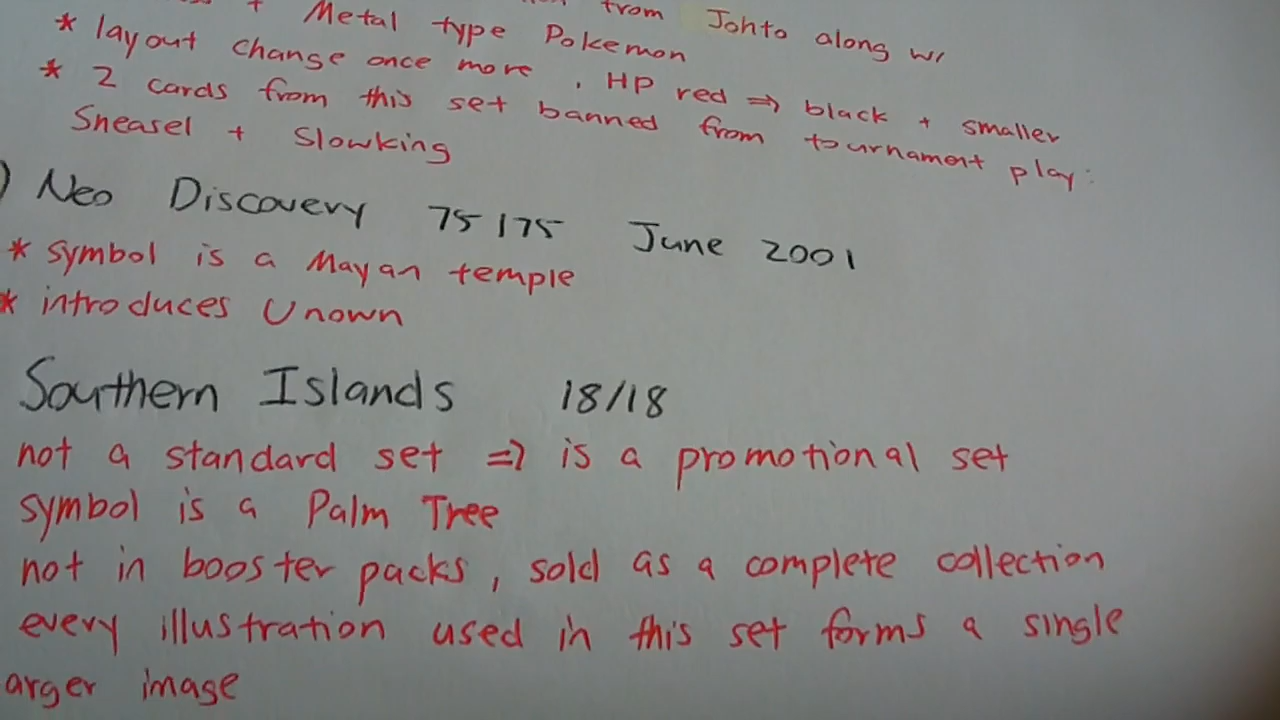 from Johto along w/
+ Metal type Pokemon
* layout change once more, HP red => black + smaller
* 2 cards from this set banned from tournament play:
Sneasel + Slowking
) Neo Discovery 75/75 June 2001
* symbol is a Mayan temple
* introduces Unown
Southern Islands 18/18
not a standard set => is a promotional set
symbol is a Palm Tree
not in booster packs, sold as a complete collection
every illustration used in this set forms a single
arger image